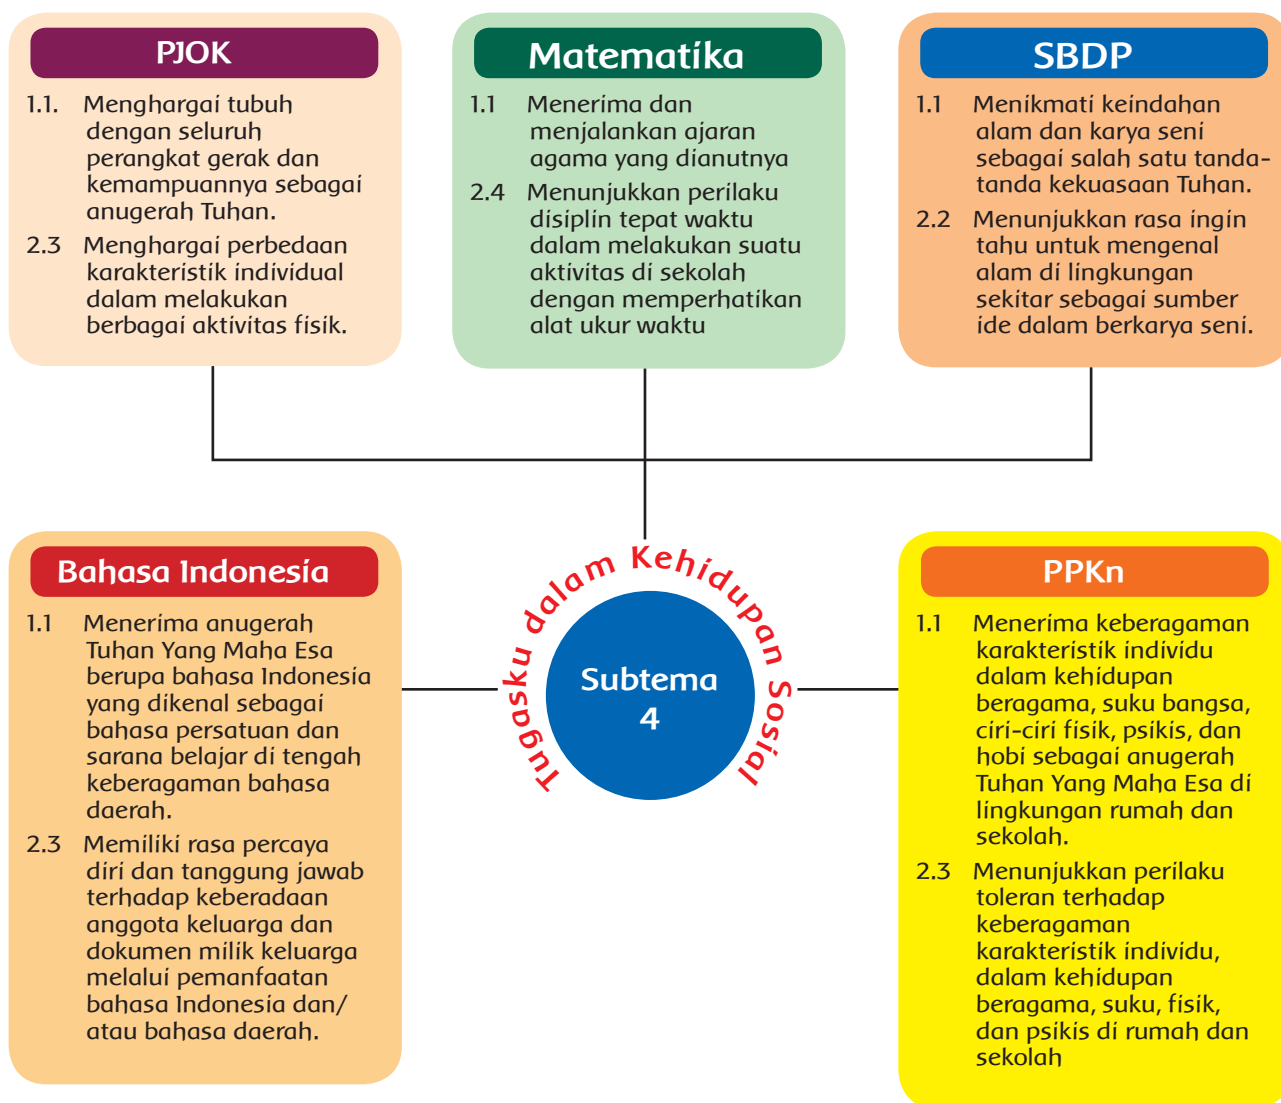 PJOK
1.1. Menghargai tubuh
dengan seluruh
perangkat gerak dan
kemampuannya sebagai
anugerah Tuhan.
2.3 Menghargai perbedaan
karakteristik individual
dalam melakukan
berbagai aktivitas fisik.
Matematika
1.1 Menerima dan
menjalankan ajaran
agama yang dianutnya
2.4 Menunjukkan perilaku
disiplin tepat waktu
dalam melakukan suatu
aktivitas di sekolah
dengan memperhatikan
alat ukur waktu
SBDP
1.1 Menikmati keindahan
alam dan karya seni
sebagai salah satu tanda-
tanda kekuasaan Tuhan.
2.2 Menunjukkan rasa ingin
tahu untuk mengenal
alam di lingkungan
sekitar sebagai sumber
ide dalam berkarya seni.
Bahasa Indonesia
1.1 Menerima anugerah
Tuhan Yang Maha Esa
berupa bahasa Indonesia
yang dikenal sebagai
bahasa persatuan dan
sarana belajar di tengah
keberagaman bahasa
daerah.
2.3 Memiliki rasa percaya
diri dan tanggung jawab
terhadap keberadaan
anggota keluarga dan
dokumen milik keluarga
melalui pemanfaatan
bahasa Indonesia dan/
atau bahasa daerah.
Tugasku dalam Kehidupan Sosial
Subtema
4
PPKn
1.1 Menerima keberagaman
karakteristik individu
dalam kehidupan
beragama, suku bangsa,
ciri-ciri fisik, psikis, dan
hobi sebagai anugerah
Tuhan Yang Maha Esa di
lingkungan rumah dan
sekolah.
2.3 Menunjukkan perilaku
toleran terhadap
keberagaman
karakteristik individu,
dalam kehidupan
beragama, suku, fisik,
dan psikis di rumah dan
sekolah